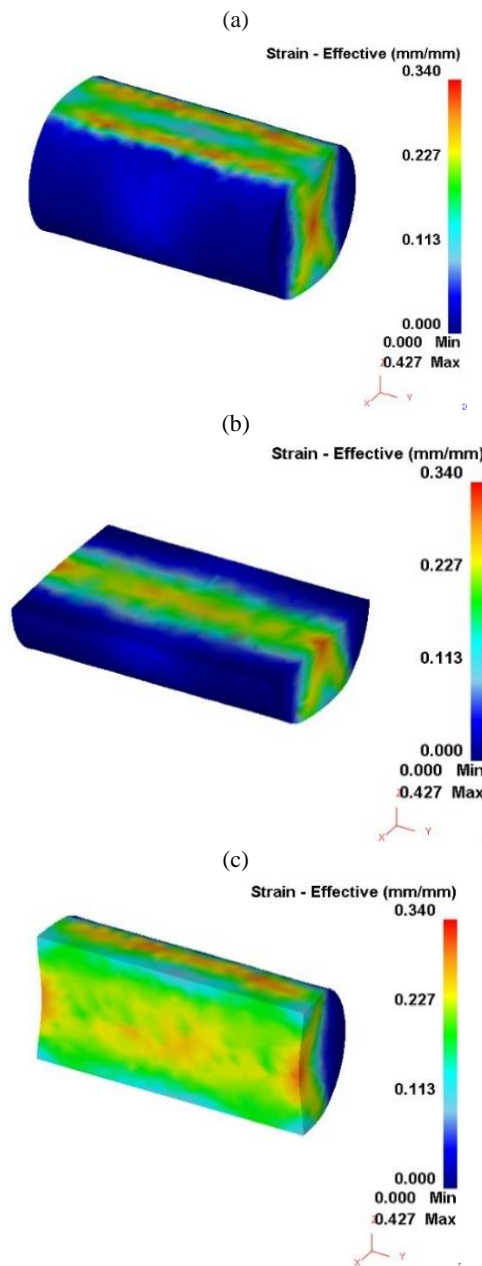 (a)
Strain - Effective (mm/mm)
0.340
0.227
0.113
0.000
0.000 Min
0.427 Max
Z
X
Y
(b)
Strain - Effective (mm/mm)
0.340
0.227
0.113
0.000
0.000 Min
0.427 Max
Z
X
Y
(c)
Strain - Effective (mm/mm)
0.340
0.227
0.113
0.000
0.000 Min
0.427 Max
Z
X
Y